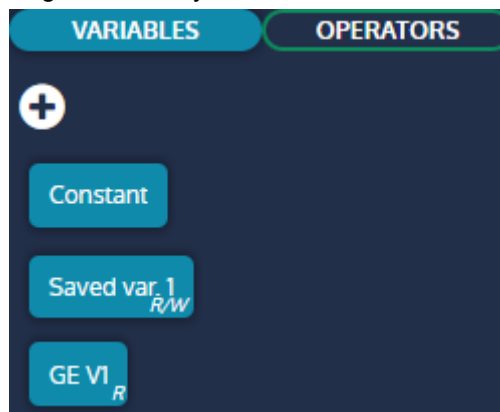 VARIABLES OPERATORS
Constant
Saved var. 1
R/W
GE V1
R